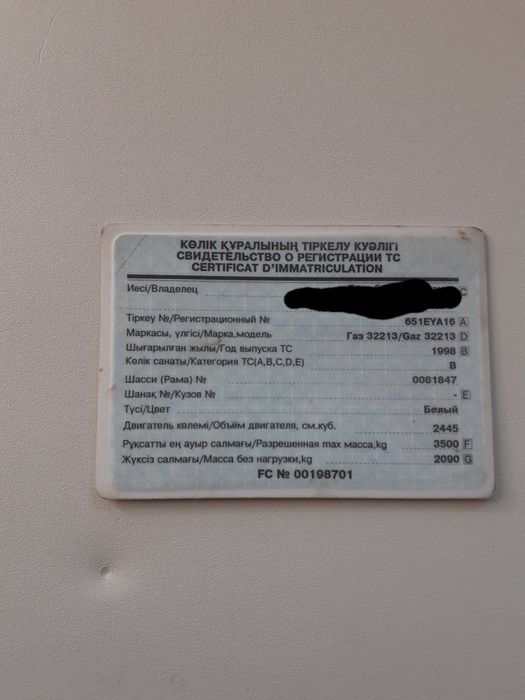 КӨЛІК ҚҰРАЛЫНЫҢ ТІРКЕЛУ КУӘЛІГІ
СВИДЕТЕЛЬСТВО О РЕГИСТРАЦИИ ТС
CERTIFICAT D'IMMATRICULATION
Иесі/Владелец C
Тіркеу №/Регистрационный № 651EYA16 A
Маркасы, үлгісі/Марка,модель Газ 32213/Gaz 32213 D
Шығарылған жылы/Год выпуска ТС 1998 B
Көлік санаты/Категория ТС(A,B,C,D,E) B
Шасси (Рама) № 0081847
Шанақ №/Кузов № - E
Түсі/Цвет Белый
Двигатель көлемі/Объём двигателя, см.куб. 2445
Рұқсатты ең ауыр салмағы/Разрешенная max масса,kg 3500 F
Жүксіз салмағы/Масса без нагрузки,kg 2090 G
FC № 00198701